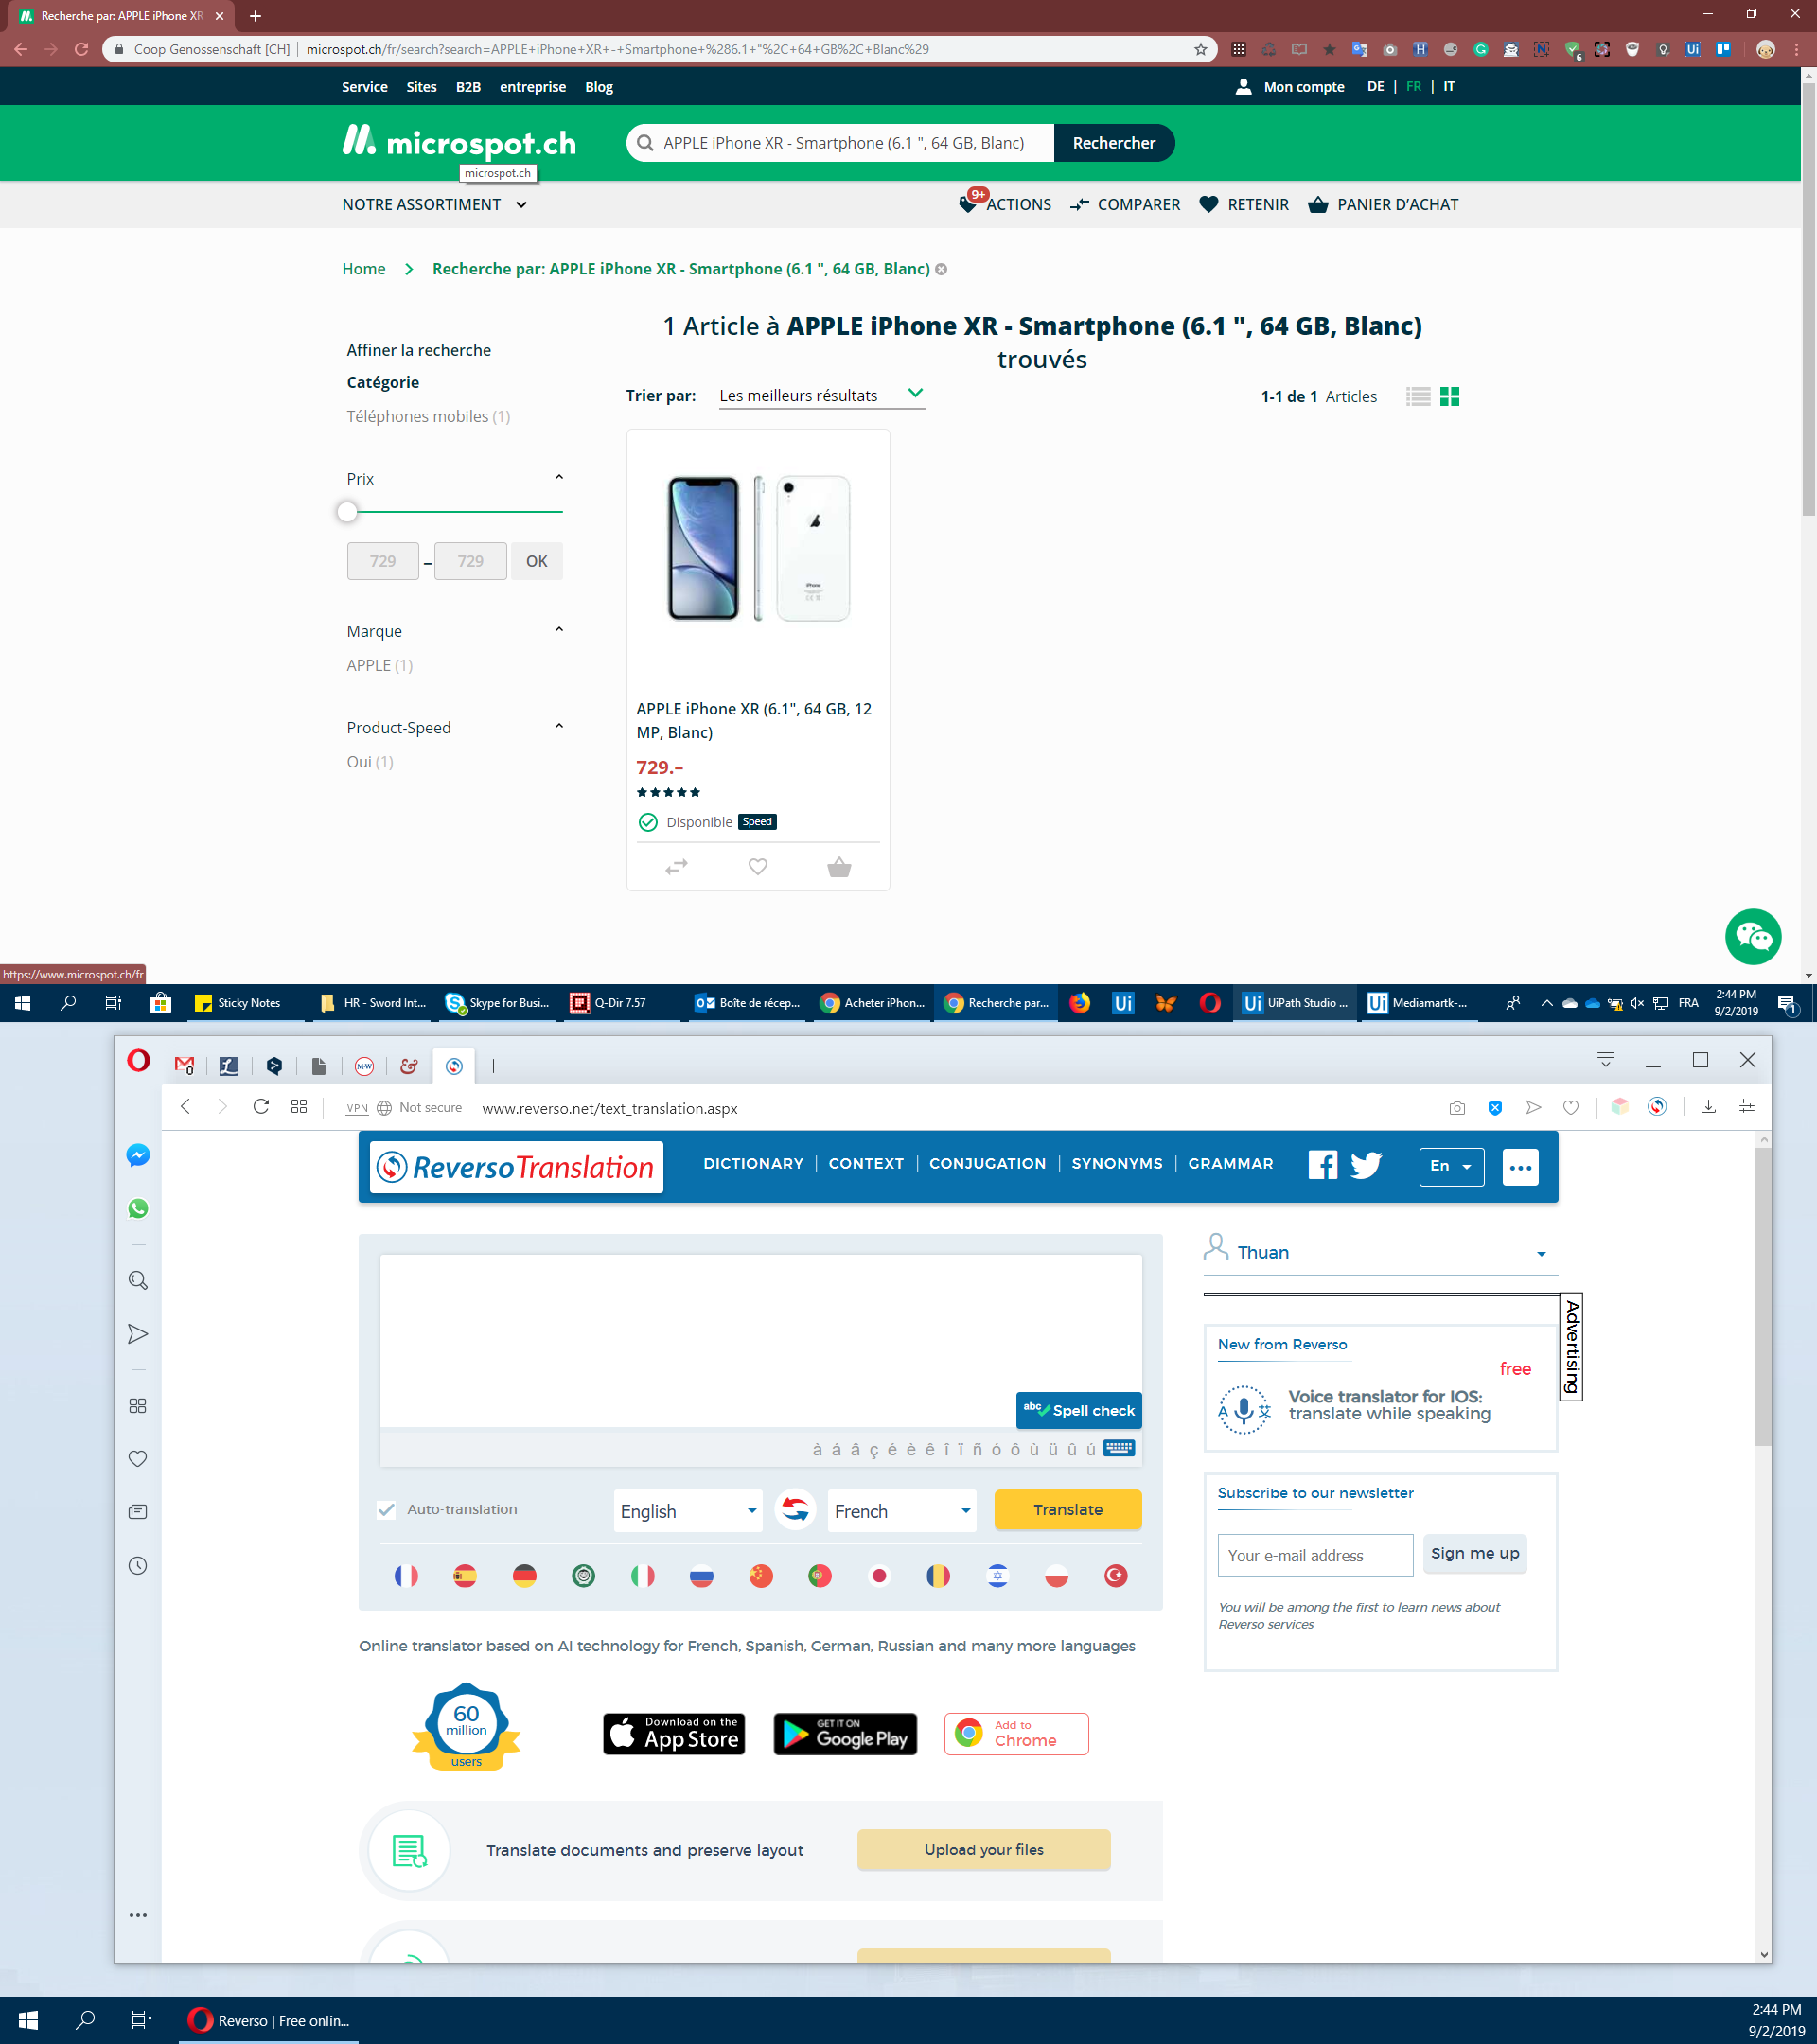 Recherche par: APPLE iPhone XR
Coop Genossenschaft [CH] | microspot.ch/fr/search?search=APPLE+iPhone+XR+-+Smartphone+%286.1+"%2C+64+GB%2C+Blanc%29
6
Service Sites B2B entreprise Blog
Mon compte DE | FR | IT
microspot.ch
APPLE iPhone XR - Smartphone (6.1 ", 64 GB, Blanc)
Rechercher
microspot.ch
NOTRE ASSORTIMENT
9+
ACTIONS COMPARER RETENIR PANIER D'ACHAT
Home > Recherche par: APPLE iPhone XR - Smartphone (6.1 ", 64 GB, Blanc)
1 Article à APPLE iPhone XR - Smartphone (6.1 ", 64 GB, Blanc)
trouvés
Affiner la recherche
Catégorie
Téléphones mobiles (1)
Trier par: Les meilleurs résultats
1-1 de 1 Articles
Prix
729 – 729 OK
Marque
APPLE (1)
Product-Speed
Oui (1)
iPhone
APPLE iPhone XR (6.1", 64 GB, 12
MP, Blanc)
729.–
Disponible Speed
https://www.microspot.ch/fr
Sticky Notes
HR - Sword Int...
Skype for Busi...
Q-Dir 7.57
Boîte de récep...
Acheter iPhon...
Recherche par...
Ui
UiPath Studio ...
Mediamartk-...
FRA
2:44 PM
9/2/2019
1
0
M-W
VPN Not secure www.reverso.net/text_translation.aspx
Reverso Translation
DICTIONARY | CONTEXT | CONJUGATION | SYNONYMS | GRAMMAR
En
Thuan
Advertising
New from Reverso
free
Voice translator for IOS:
translate while speaking
abc Spell check
à á â ç é è ê î ï ñ ó ô ù ü û ú
Auto-translation
English
French
Translate
Subscribe to our newsletter
Your e-mail address
Sign me up
You will be among the first to learn news about
Reverso services
Online translator based on AI technology for French, Spanish, German, Russian and many more languages
60
million
users
Download on the
App Store
GET IT ON
Google Play
Add to
Chrome
Translate documents and preserve layout
Upload your files
Reverso | Free onlin...
2:44 PM
9/2/2019